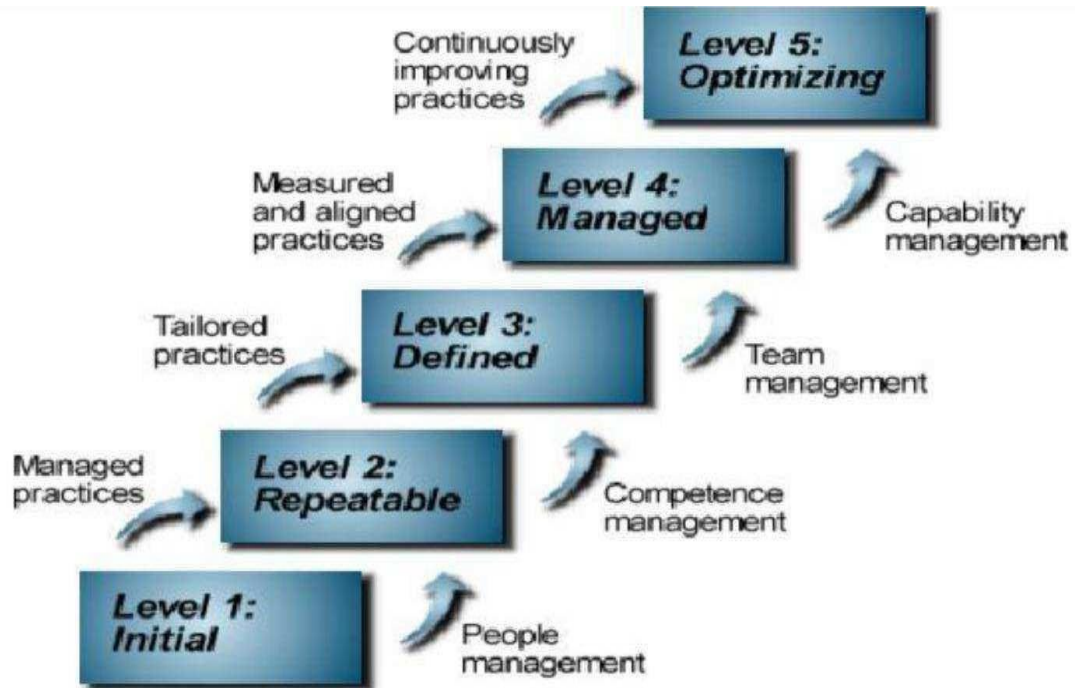 Continuously
improving
practices
Level 5:
Optimizing
Measured
and aligned
practices
Level 4:
Managed
Capability
management
Tailored
practices
Level 3:
Defined
Team
management
Managed
practices
Level 2:
Repeatable
Competence
management
Level 1:
Initial
People
management